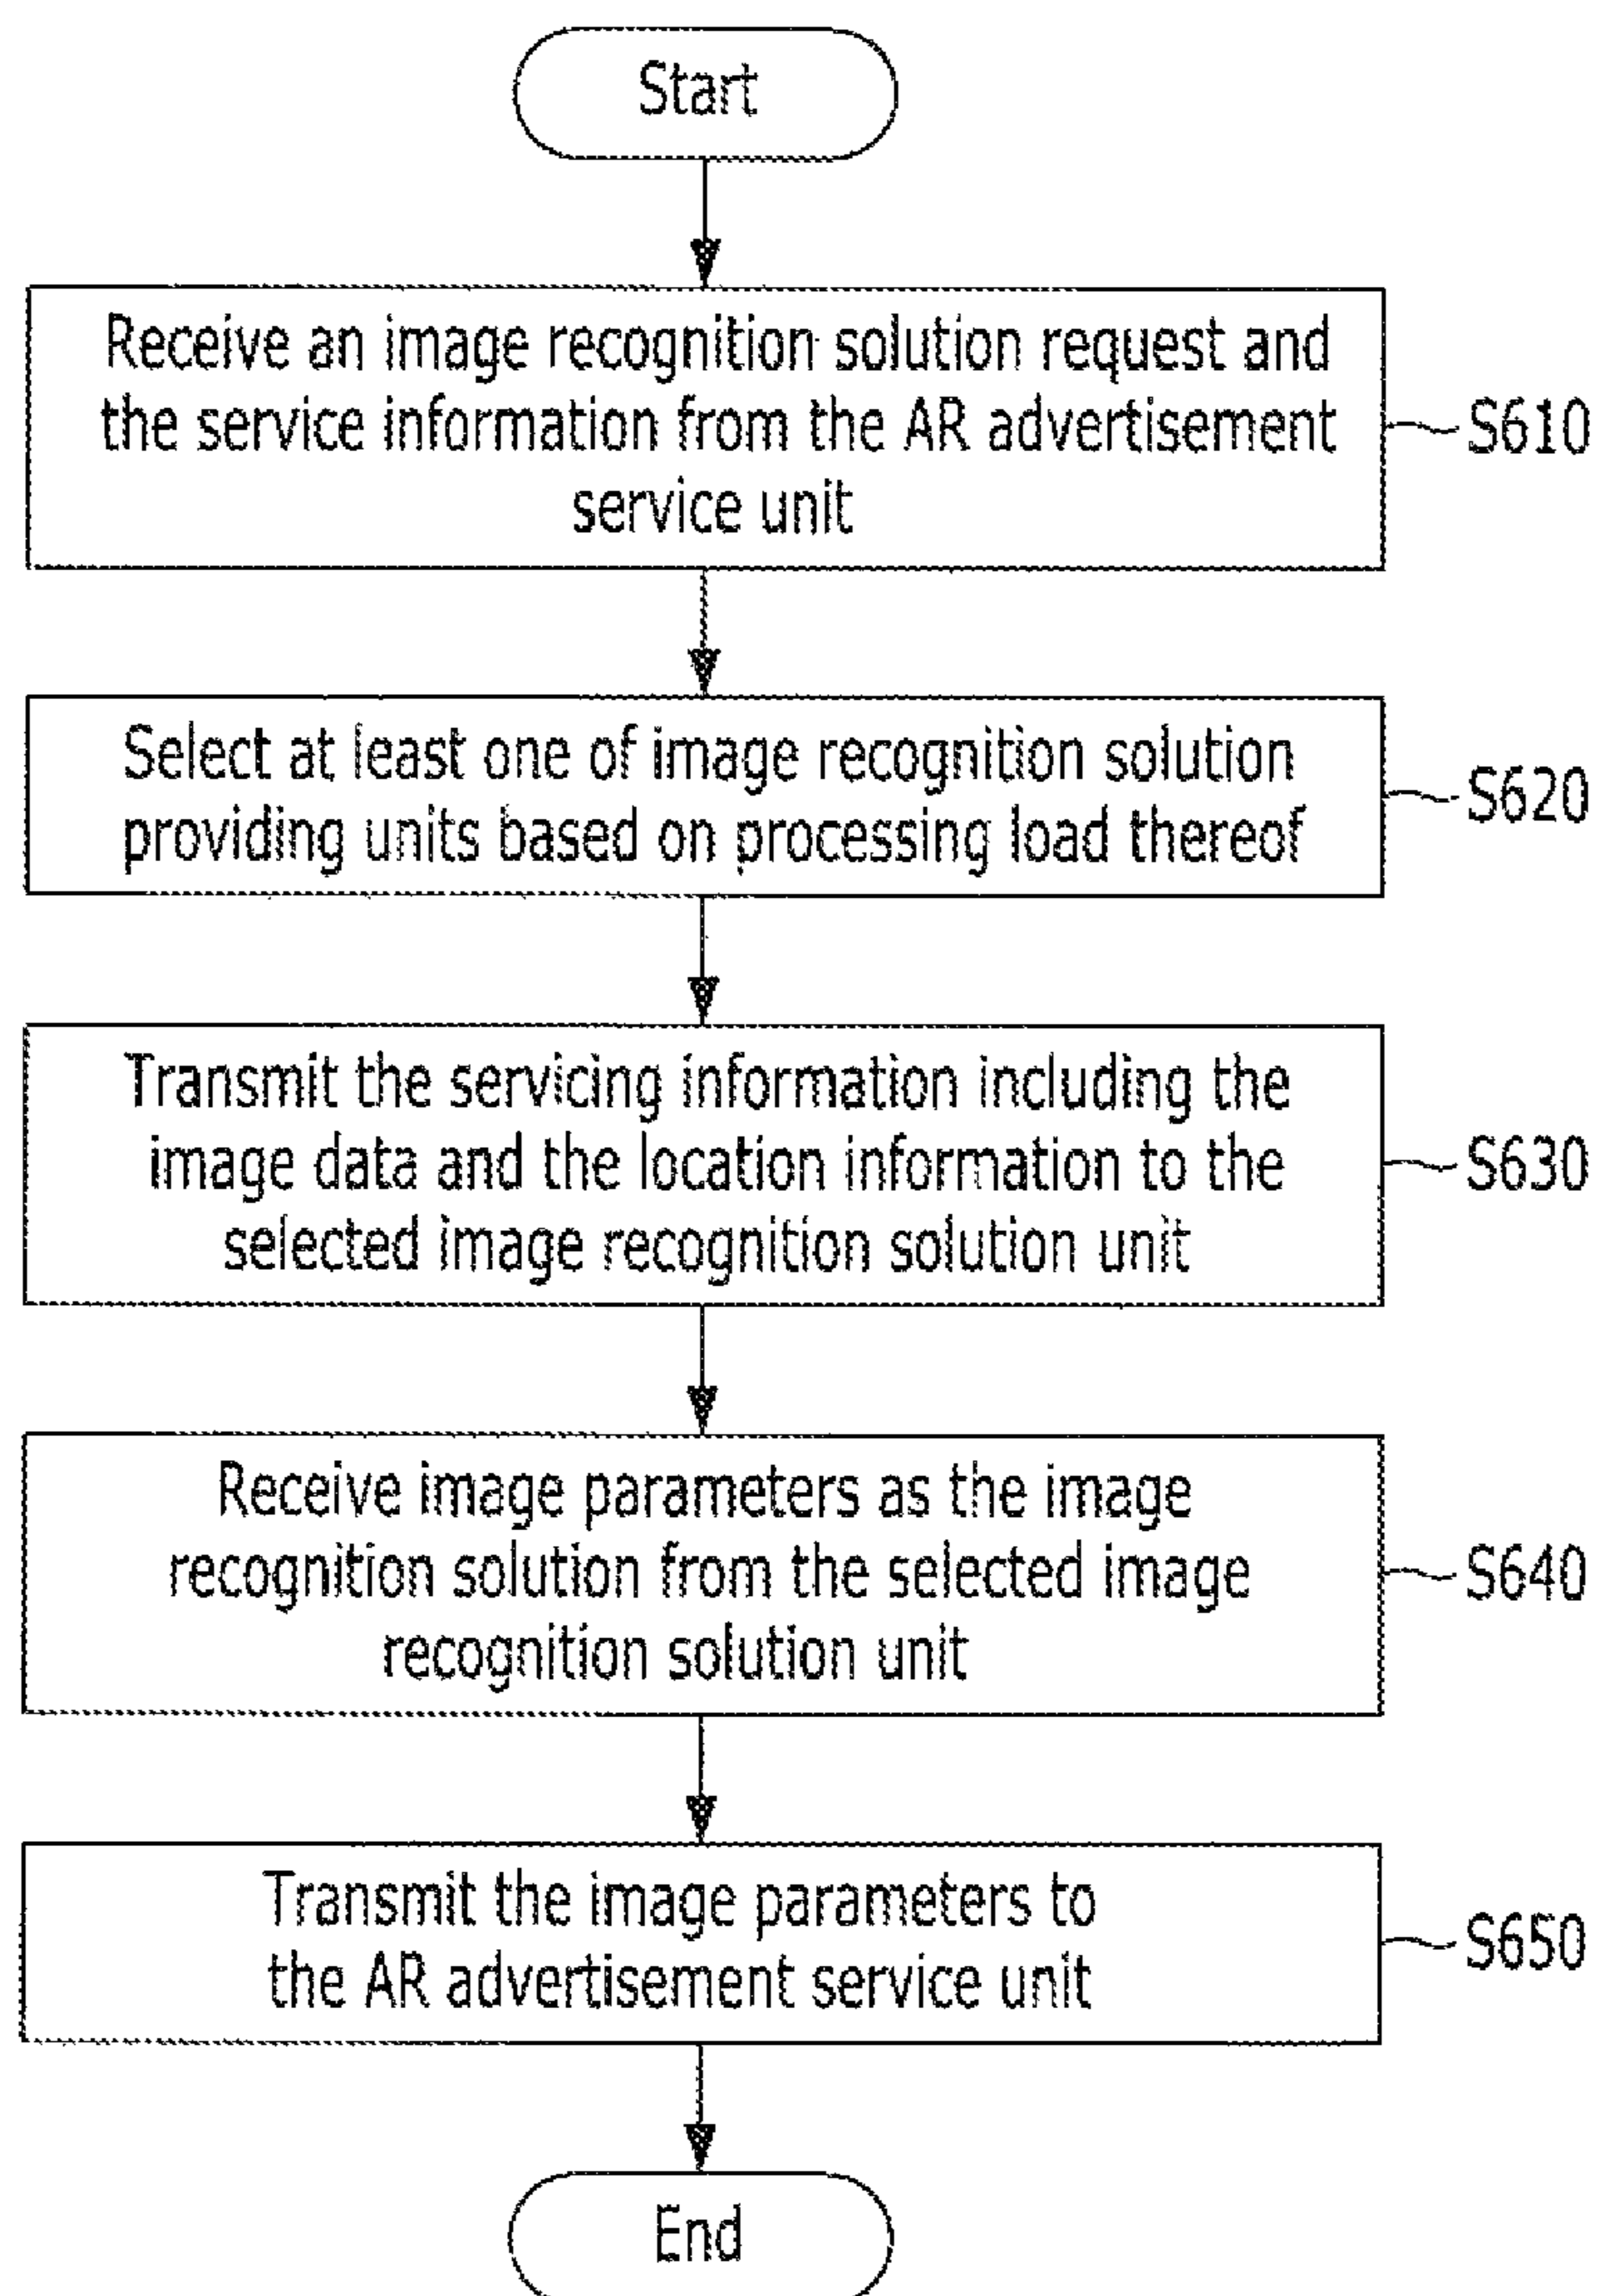 Start
Receive an image recognition solution request and
the service information from the AR advertisement
service unit
S610
Select at least one of image recognition solution
providing units based on processing load thereof
S620
Transmit the servicing information including the
image data and the location information to the
selected image recognition solution unit
S630
Receive image parameters as the image
recognition solution from the selected image
recognition solution unit
S640
Transmit the image parameters to
the AR advertisement service unit
S650
End